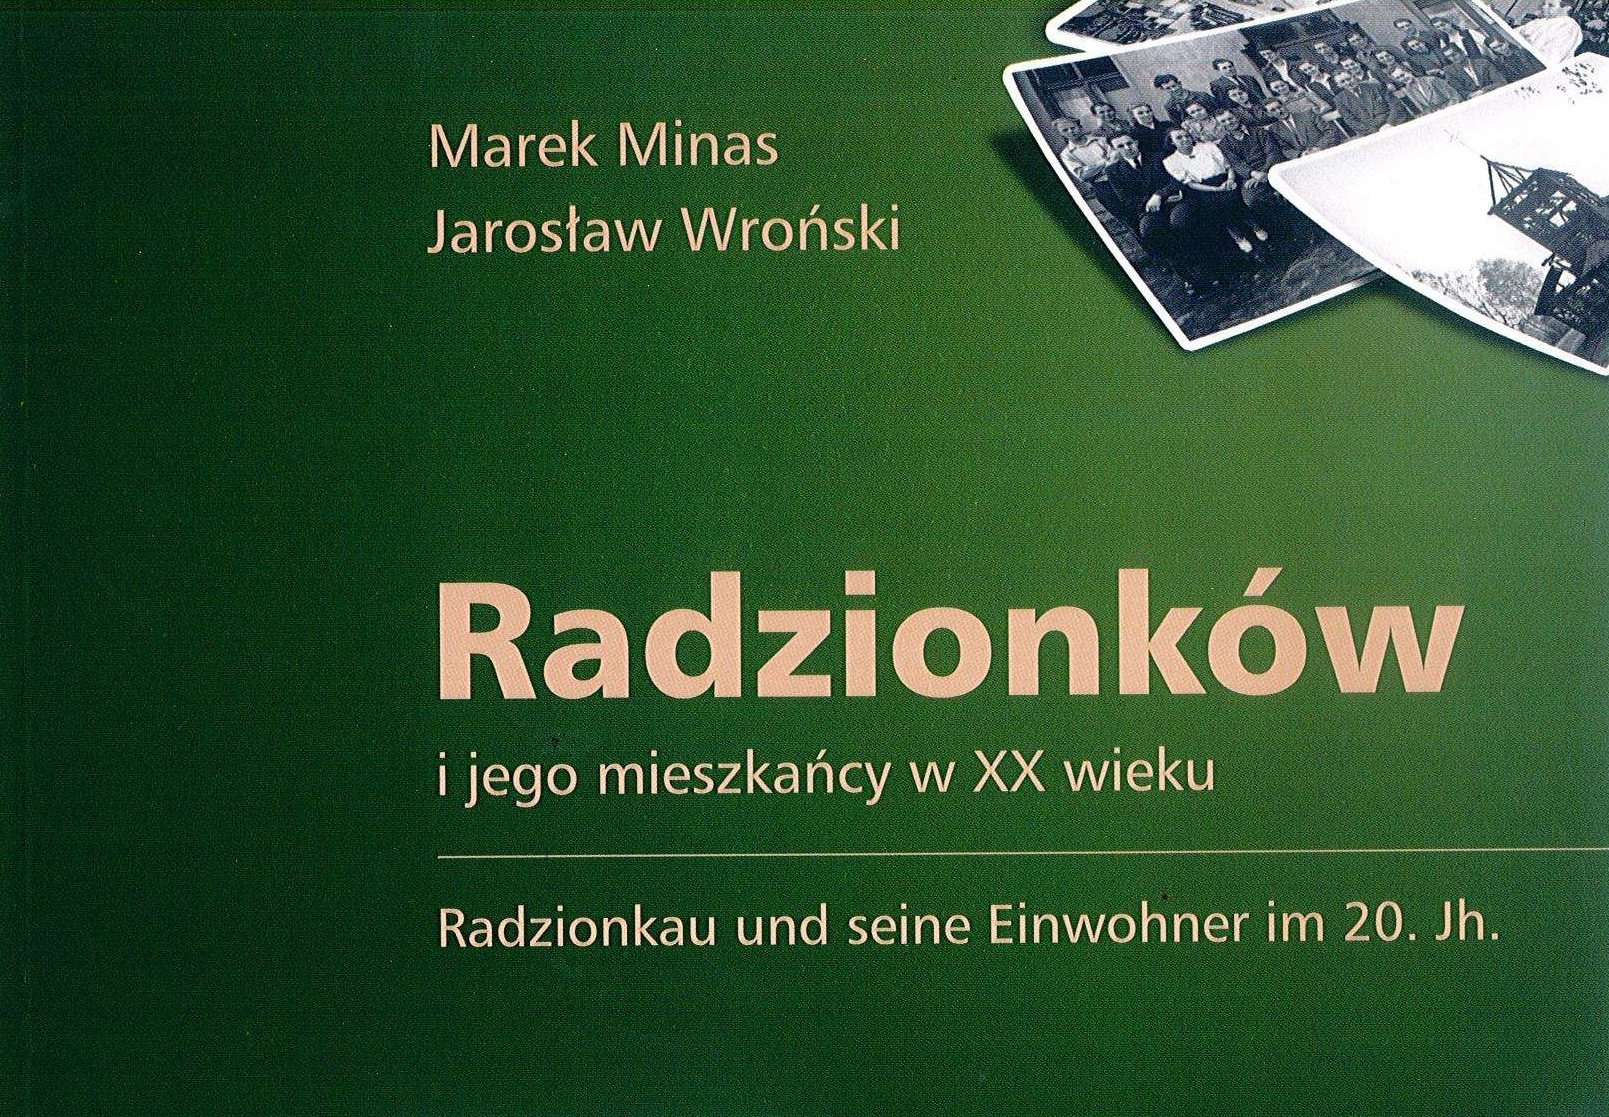 Marek Minas
Jarosław Wroński
Radzionków
i jego mieszkańcy w XX wieku
Radzionkau und seine Einwohner im 20. Jh.